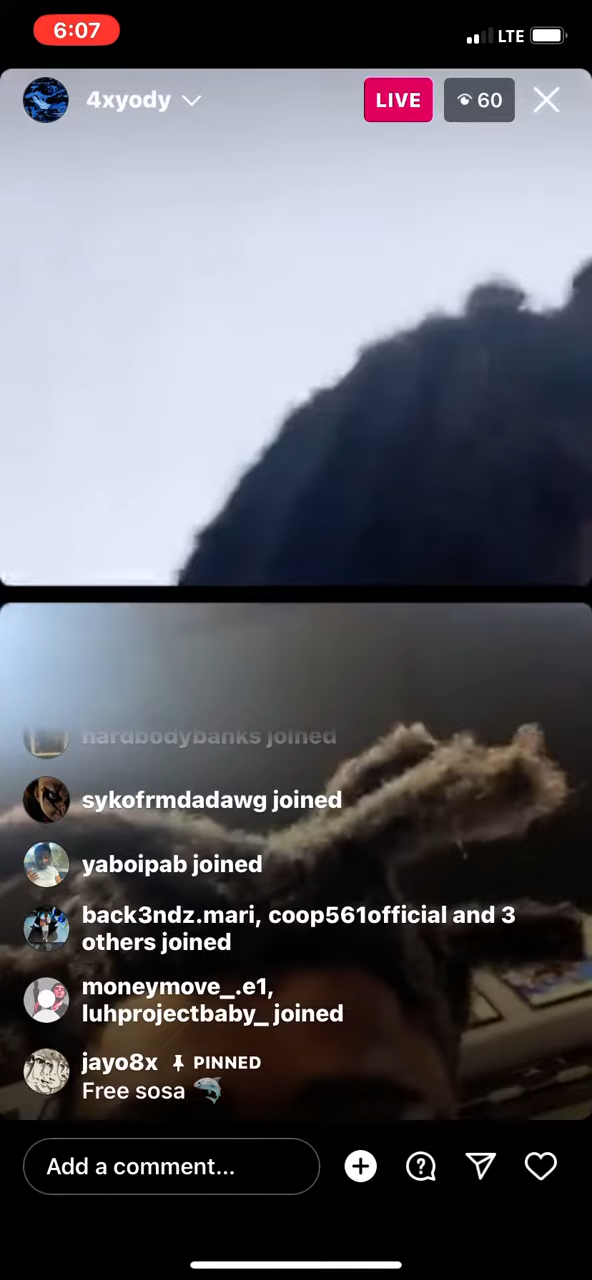 6:07
LTE
4xyody
LIVE
60
hardbodybanks joined
sykofrmdadawg joined
yaboipab joined
back3ndz.mari, coop561official and 3
others joined
moneymove_.e1,
luhprojectbaby_ joined
jayo8x PINNED
Free sosa 🐬
Add a comment...